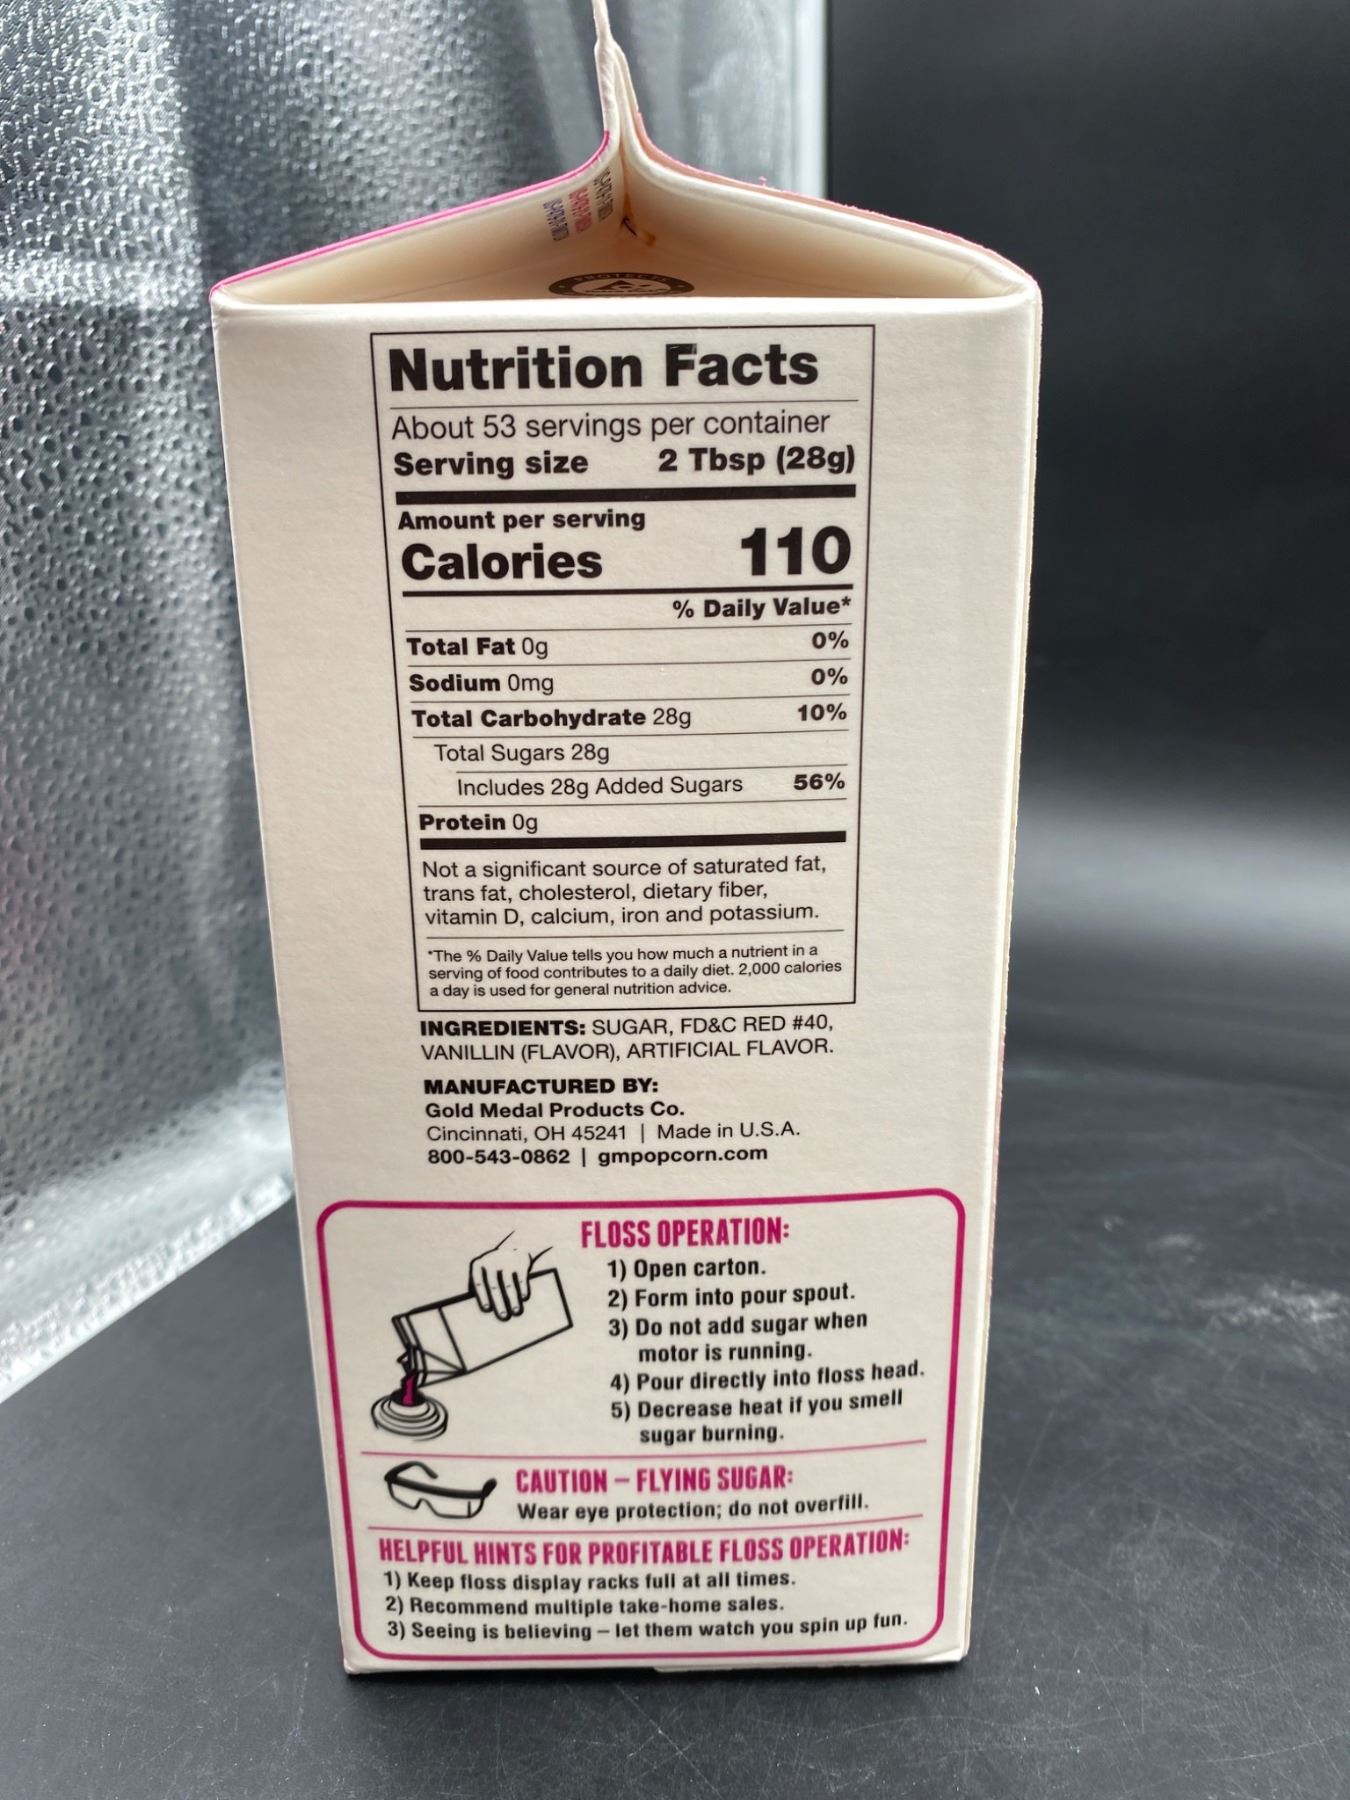 Nutrition Facts
About 53 servings per container
Serving size 2 Tbsp (28g)
Amount per serving
Calories 110
% Daily Value*
Total Fat 0g 0%
Sodium 0mg 0%
Total Carbohydrate 28g 10%
Total Sugars 28g
Includes 28g Added Sugars 56%
Protein 0g
Not a significant source of saturated fat,
trans fat, cholesterol, dietary fiber,
vitamin D, calcium, iron and potassium.
*The % Daily Value tells you how much a nutrient in a
serving of food contributes to a daily diet. 2,000 calories
a day is used for general nutrition advice.
INGREDIENTS: SUGAR, FD&C RED #40,
VANILLIN (FLAVOR), ARTIFICIAL FLAVOR.
MANUFACTURED BY:
Gold Medal Products Co.
Cincinnati, OH 45241 | Made in U.S.A.
800-543-0862 | gmpopcorn.com
FLOSS OPERATION:
1) Open carton.
2) Form into pour spout.
3) Do not add sugar when
motor is running.
4) Pour directly into floss head.
5) Decrease heat if you smell
sugar burning.
CAUTION – FLYING SUGAR:
Wear eye protection; do not overfill.
HELPFUL HINTS FOR PROFITABLE FLOSS OPERATION:
1) Keep floss display racks full at all times.
2) Recommend multiple take-home sales.
3) Seeing is believing – let them watch you spin up fun.